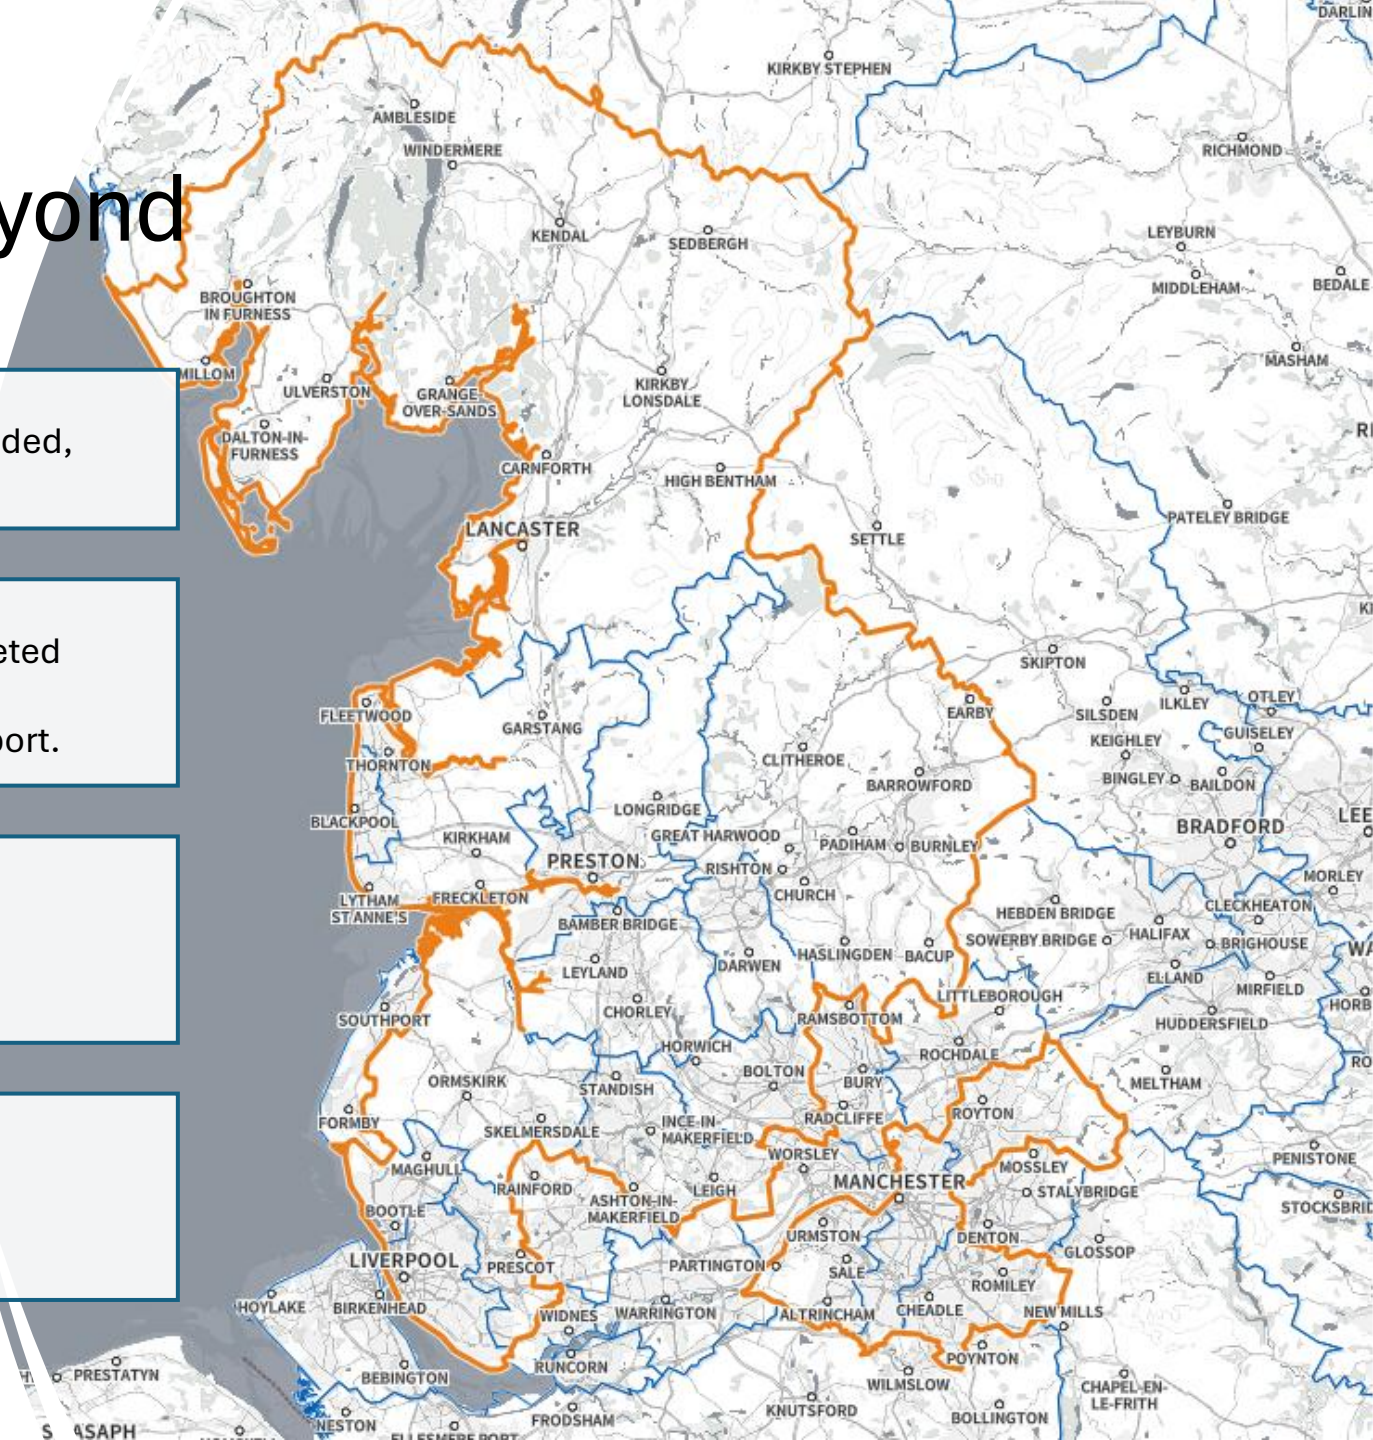 DARLIN
KIRKBY STEPHEN
AMBLESIDE
WINDERMERE
RICHMOND
yond
KENDAL
SEDBERGH
LEYBURN
MIDDLEHAM
BEDALE
BROUGHTON
IN FURNESS
MASHAM
MILLOM
ULVERSTON
GRANGE-
OVER-SANDS
KIRKBY
LONSDALE
ded,
DALTON-IN-
FURNESS
CARNFORTH
HIGH BENTHAM
LANCASTER
SETTLE
PATELEY BRIDGE
eted
port.
SKIPTON
FLEETWOOD
GARSTANG
EARBY
SILSDEN
ILKLEY
OTLEY
GUISELEY
KEIGHLEY
THORNTON
CLITHEROE
BARROWFORD
BINGLEY
BAILDON
BLACKPOOL
LONGRIDGE
KIRKHAM
GREAT HARWOOD
PADIHAM
BURNLEY
BRADFORD
LEE
PRESTON
RISHTON
CHURCH
MORLEY
LYTHAM
ST ANNE'S
FRECKLETON
BAMBER BRIDGE
HEBDEN BRIDGE
CLECKHEATON
SOWERBY BRIDGE
HALIFAX
BRIGHOUSE
WA
LEYLAND
DARWEN
HASLINGDEN
BACUP
ELLAND
MIRFIELD
HORB
LITTLEBOROUGH
SOUTHPORT
CHORLEY
RAMSBOTTOM
HUDDERSFIELD
HORWICH
ROCHDALE
RO
ORMSKIRK
STANDISH
BOLTON
BURY
MELTHAM
FORMBY
SKELMERSDALE
INCE-IN-
MAKERFIELD
RADCLIFFE
ROYTON
MAGHULL
WORSLEY
MOSSLEY
PENISTONE
RAINFORD
ASHTON-IN-
MAKERFIELD
LEIGH
MANCHESTER
STALYBRIDGE
STOCKSBRID
BOOTLE
URMSTON
DENTON
GLOSSOP
LIVERPOOL
PRESCOT
PARTINGTON
SALE
ROMILEY
HOYLAKE
BIRKENHEAD
WIDNES
WARRINGTON
ALTRINCHAM
CHEADLE
NEW MILLS
PRESTATYN
BEBINGTON
RUNCORN
POYNTON
WILMSLOW
CHAPEL-EN-
LE-FRITH
NESTON
FRODSHAM
KNUTSFORD
BOLLINGTON
ASAPH
ELLESMERE PORT